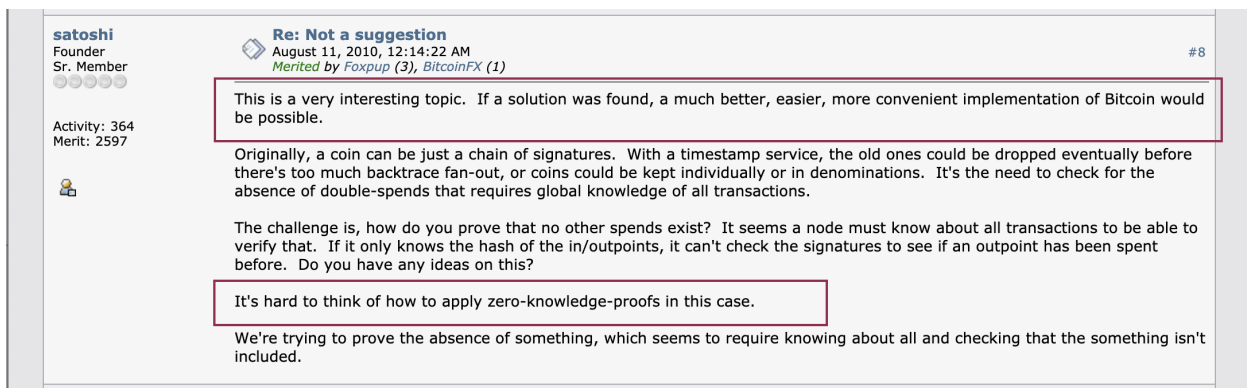 satoshi
Founder
Sr. Member
Activity: 364
Merit: 2597
Re: Not a suggestion
August 11, 2010, 12:14:22 AM
#8
Merited by Foxpup (3), BitcoinFX (1)
This is a very interesting topic.  If a solution was found, a much better, easier, more convenient implementation of Bitcoin would
be possible.
Originally, a coin can be just a chain of signatures.  With a timestamp service, the old ones could be dropped eventually before
there's too much backtrace fan-out, or coins could be kept individually or in denominations.  It's the need to check for the
absence of double-spends that requires global knowledge of all transactions.
The challenge is, how do you prove that no other spends exist?  It seems a node must know about all transactions to be able to
verify that.  If it only knows the hash of the in/outpoints, it can't check the signatures to see if an outpoint has been spent
before.  Do you have any ideas on this?
It's hard to think of how to apply zero-knowledge-proofs in this case.
We're trying to prove the absence of something, which seems to require knowing about all and checking that the something isn't
included.